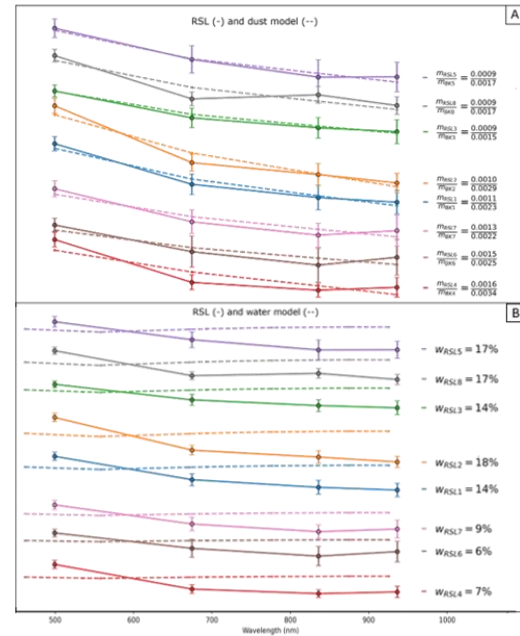 RSL (-) and dust model (--)
A
m_RSL5/m_BK5 = 0.0009/0.0017
m_RSL8/m_BK8 = 0.0009/0.0017
m_RSL3/m_BK3 = 0.0009/0.0015
m_RSL2/m_BK2 = 0.0010/0.0029
m_RSL1/m_BK1 = 0.0011/0.0023
m_RSL7/m_BK7 = 0.0013/0.0022
m_RSL6/m_BK6 = 0.0015/0.0025
m_RSL4/m_BK4 = 0.0016/0.0034
RSL (-) and water model (--)
B
w_RSL5 = 17%
w_RSL8 = 17%
w_RSL3 = 14%
w_RSL2 = 18%
w_RSL1 = 14%
w_RSL7 = 9%
w_RSL6 = 6%
w_RSL4 = 7%
500 600 700 800 900 1000
Wavelength (nm)